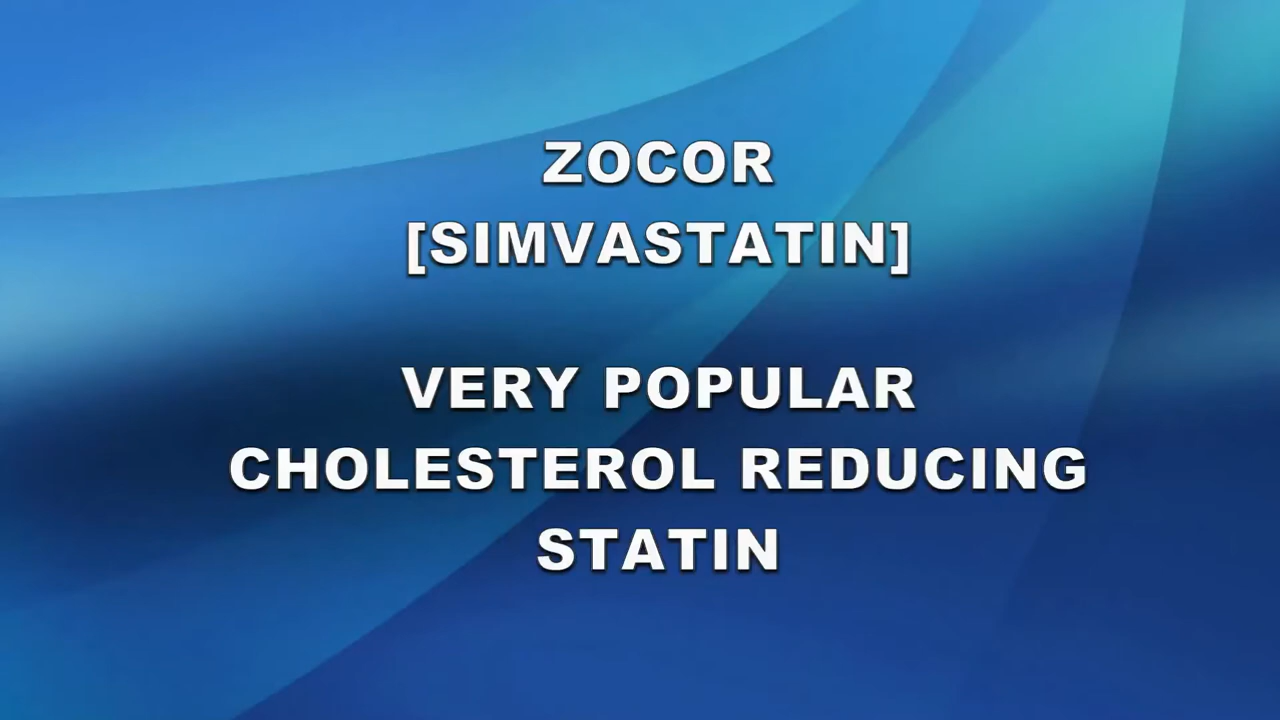 ZOCOR
[SIMVASTATIN]
VERY POPULAR
CHOLESTEROL REDUCING
STATIN